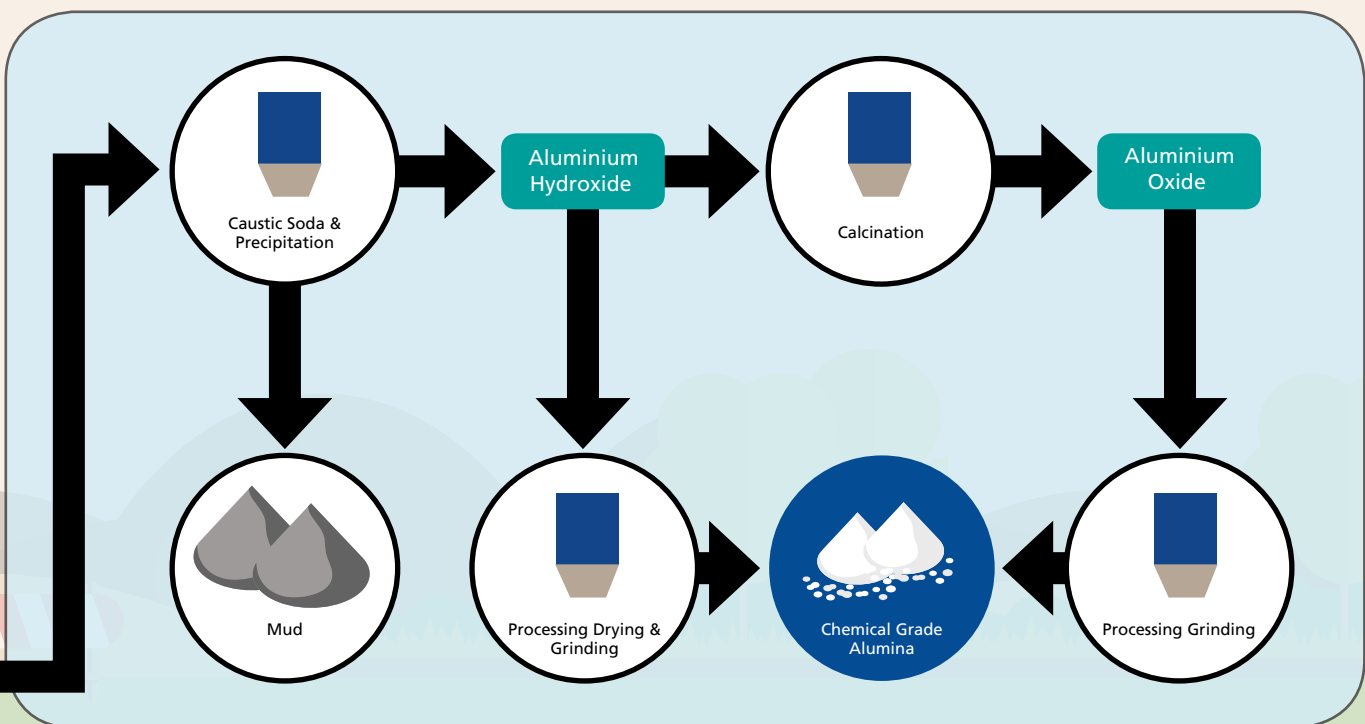 Caustic Soda &
Precipitation
Aluminium
Hydroxide
Calcination
Aluminium
Oxide
Mud
Processing Drying &
Grinding
Chemical Grade
Alumina
Processing Grinding